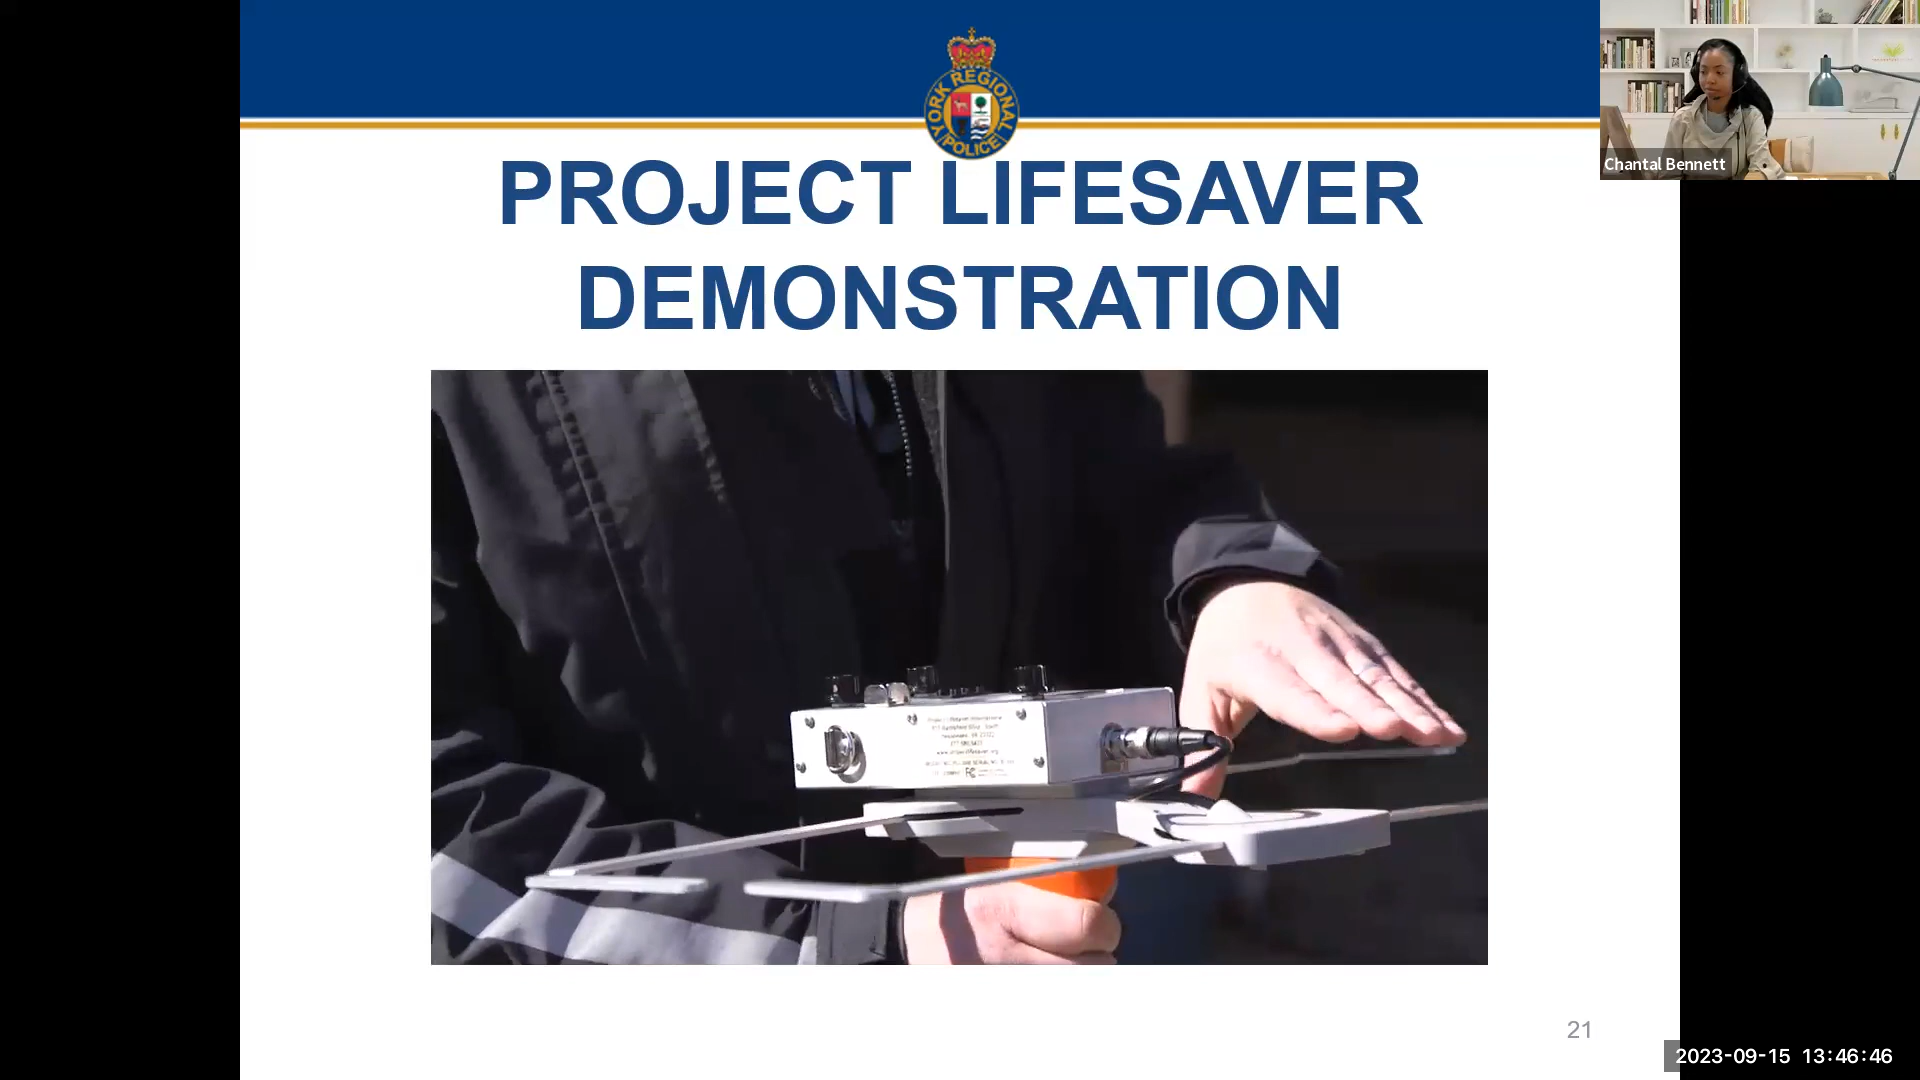 YORK REGIONAL
POLICE
Chantal Bennett
PROJECT LIFESAVER
DEMONSTRATION
21
2023-09-15 13:46:46